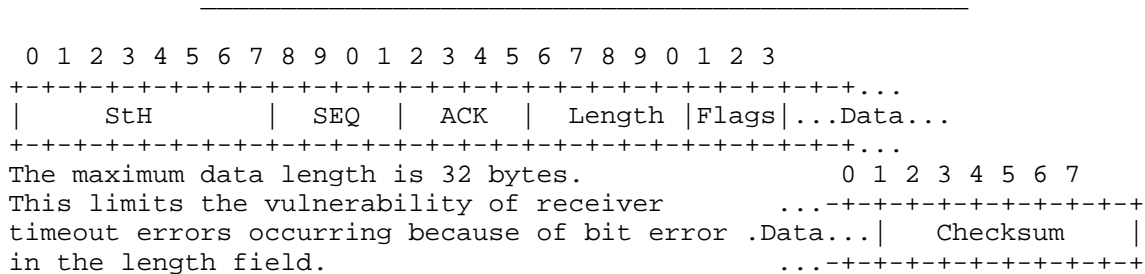 ________________________________________________
0 1 2 3 4 5 6 7 8 9 0 1 2 3 4 5 6 7 8 9 0 1 2 3
+-+-+-+-+-+-+-+-+-+-+-+-+-+-+-+-+-+-+-+-+-+-+-+-+-+-+...
|     StH       |  SEQ  |  ACK  |  Length |Flags|...Data...
+-+-+-+-+-+-+-+-+-+-+-+-+-+-+-+-+-+-+-+-+-+-+-+-+-+-+...
The maximum data length is 32 bytes.                0 1 2 3 4 5 6 7
This limits the vulnerability of receiver       ...-+-+-+-+-+-+-+-+-+
timeout errors occurring because of bit error .Data...|   Checksum    |
in the length field.                            ...-+-+-+-+-+-+-+-+-+